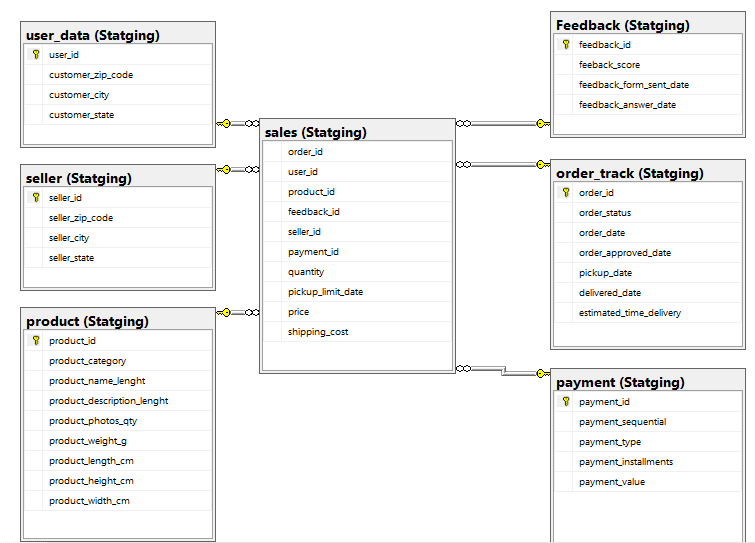 user_data (Statging)
user_id
customer_zip_code
customer_city
customer_state
seller (Statging)
seller_id
seller_zip_code
seller_city
seller_state
product (Statging)
product_id
product_category
product_name_lenght
product_description_lenght
product_photos_qty
product_weight_g
product_length_cm
product_height_cm
product_width_cm
sales (Statging)
order_id
user_id
product_id
feedback_id
seller_id
payment_id
quantity
pickup_limit_date
price
shipping_cost
Feedback (Statging)
feedback_id
feeback_score
feedback_form_sent_date
feedback_answer_date
order_track (Statging)
order_id
order_status
order_date
order_approved_date
pickup_date
delivered_date
estimated_time_delivery
payment (Statging)
payment_id
payment_sequential
payment_type
payment_installments
payment_value